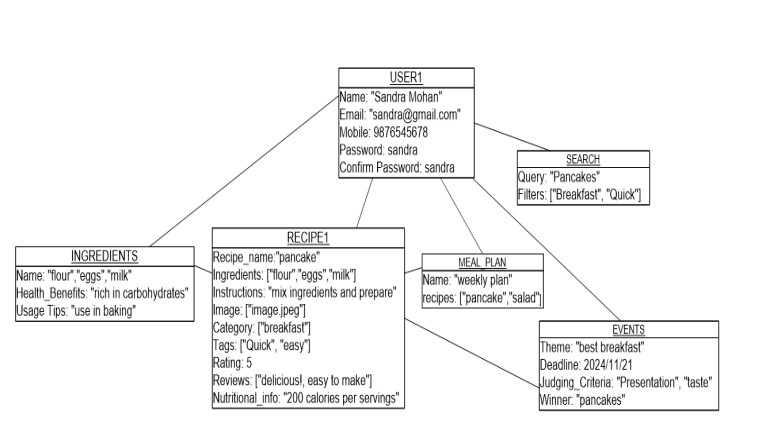 USER1
Name: "Sandra Mohan"
Email: "sandra@gmail.com"
Mobile: 9876545678
Password: sandra
Confirm Password: sandra
SEARCH
Query: "Pancakes"
Filters: ["Breakfast", "Quick"]
INGREDIENTS
Name: "flour","eggs","milk"
Health_Benefits: "rich in carbohydrates"
Usage Tips: "use in baking"
RECIPE1
Recipe_name:"pancake"
Ingredients: ["flour","eggs","milk"]
Instructions: "mix ingredients and prepare"
Image: ["image.jpeg"]
Category: ["breakfast"]
Tags: ["Quick", "easy"]
Rating: 5
Reviews: ["delicious!, easy to make"]
Nutritional_info: "200 calories per servings"
MEAL_PLAN
Name: "weekly plan"
recipes: ["pancake","salad"]
EVENTS
Theme: "best breakfast"
Deadline: 2024/11/21
Judging_Criteria: "Presentation", "taste"
Winner: "pancakes"